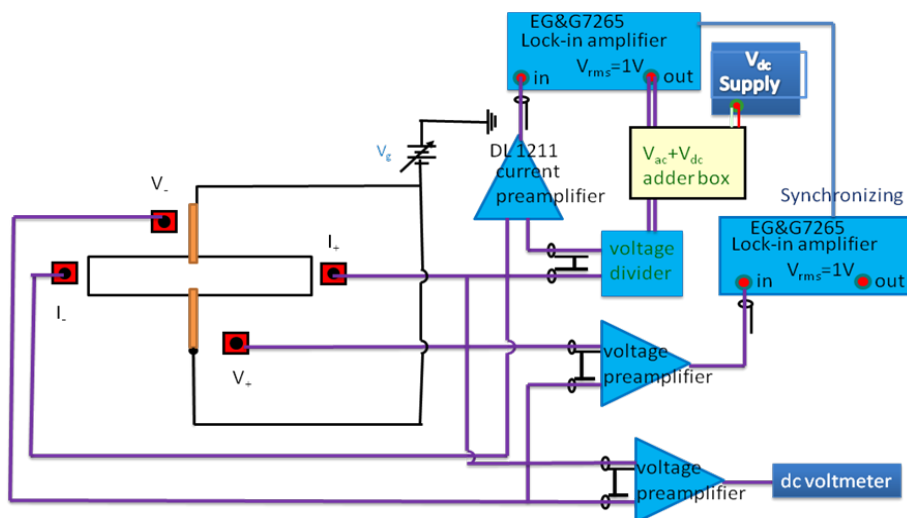 EG&G7265
Lock-in amplifier
Vrms=1V
in
out
Vdc
Supply
Vg
DL 1211
current
preamplifier
Vac+Vdc
adder box
V-
Synchronizing
EG&G7265
Lock-in amplifier
Vrms=1V
in
out
I+
voltage
divider
I-
V+
voltage
preamplifier
voltage
preamplifier
dc voltmeter